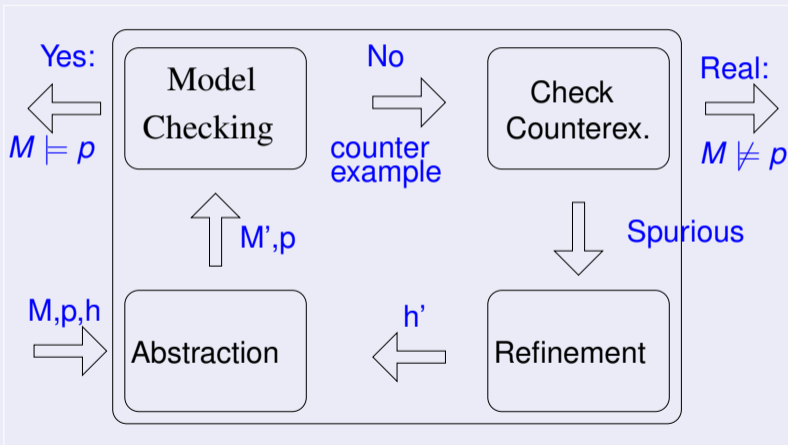 Yes:
M ⊨ p
Model
Checking
No
counter
example
Check
Counterex.
Real:
M ⊭ p
M',p
Spurious
M,p,h
Abstraction
h'
Refinement